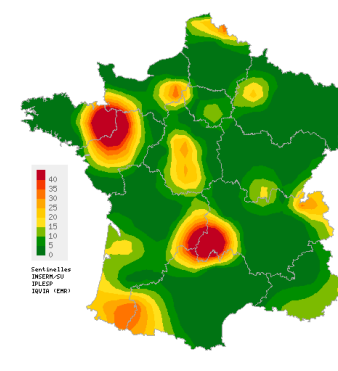 40
35
30
25
20
15
10
5
0
Sentinelles
INSERM/SU
IPLESP
IQVIA (EMR)